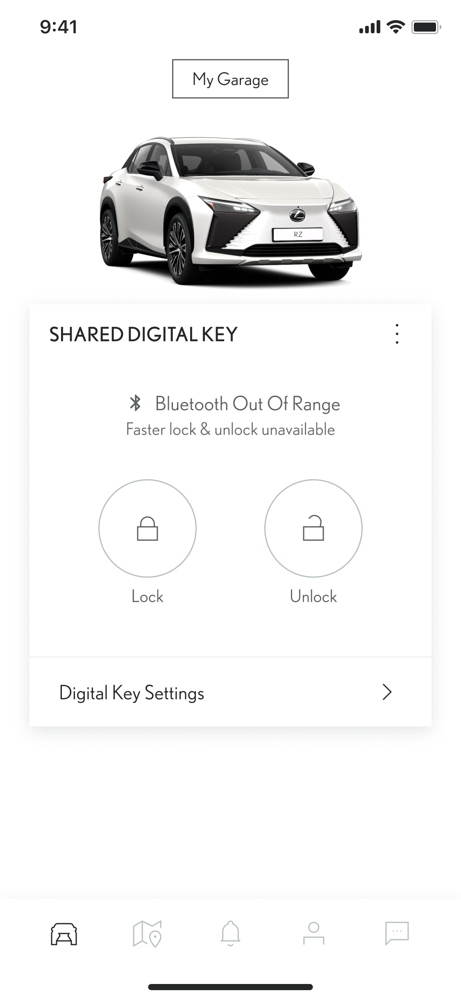 9:41
My Garage
RZ
SHARED DIGITAL KEY
Bluetooth Out Of Range
Faster lock & unlock unavailable
Lock
Unlock
Digital Key Settings